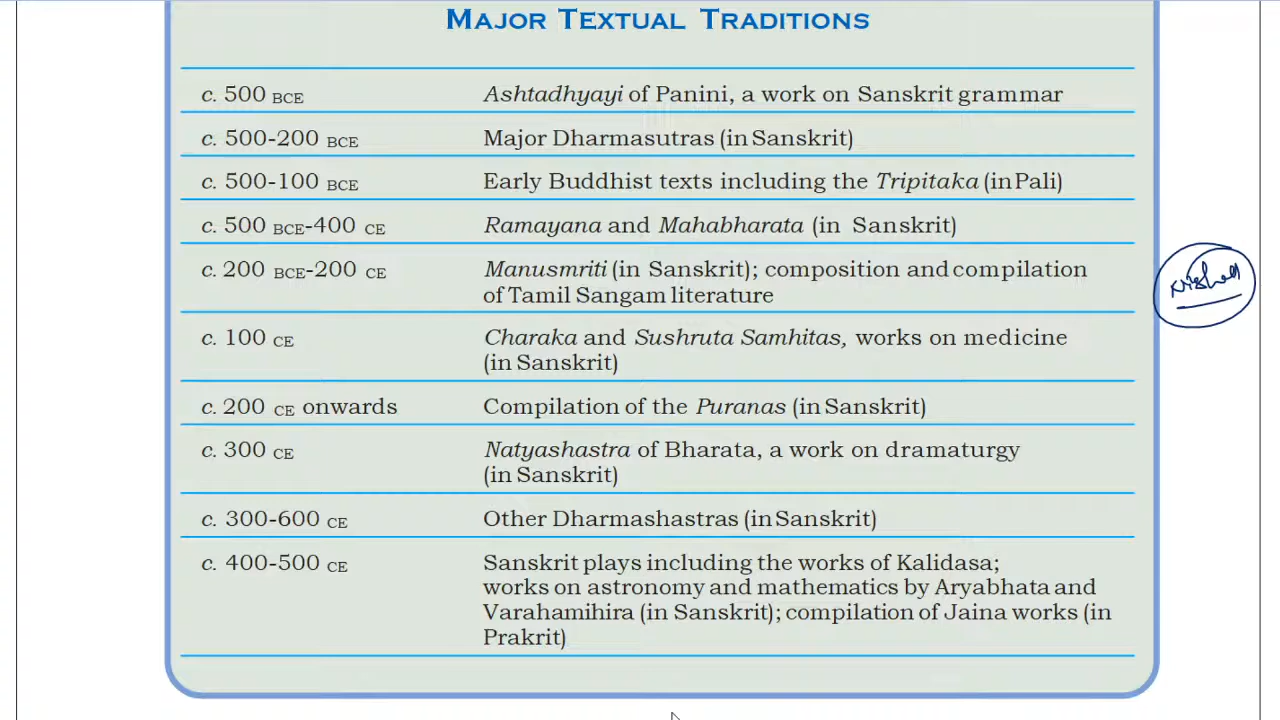 MAJOR TEXTUAL TRADITIONS
c. 500 BCE Ashtadhyayi of Panini, a work on Sanskrit grammar
c. 500-200 BCE Major Dharmasutras (in Sanskrit)
c. 500-100 BCE Early Buddhist texts including the Tripitaka (in Pali)
c. 500 BCE-400 CE Ramayana and Mahabharata (in Sanskrit)
c. 200 BCE-200 CE Manusmriti (in Sanskrit); composition and compilation
of Tamil Sangam literature
c. 100 CE Charaka and Sushruta Samhitas, works on medicine
(in Sanskrit)
c. 200 CE onwards Compilation of the Puranas (in Sanskrit)
c. 300 CE Natyashastra of Bharata, a work on dramaturgy
(in Sanskrit)
c. 300-600 CE Other Dharmashastras (in Sanskrit)
c. 400-500 CE Sanskrit plays including the works of Kalidasa;
works on astronomy and mathematics by Aryabhata and
Varahamihira (in Sanskrit); compilation of Jaina works (in
Prakrit)